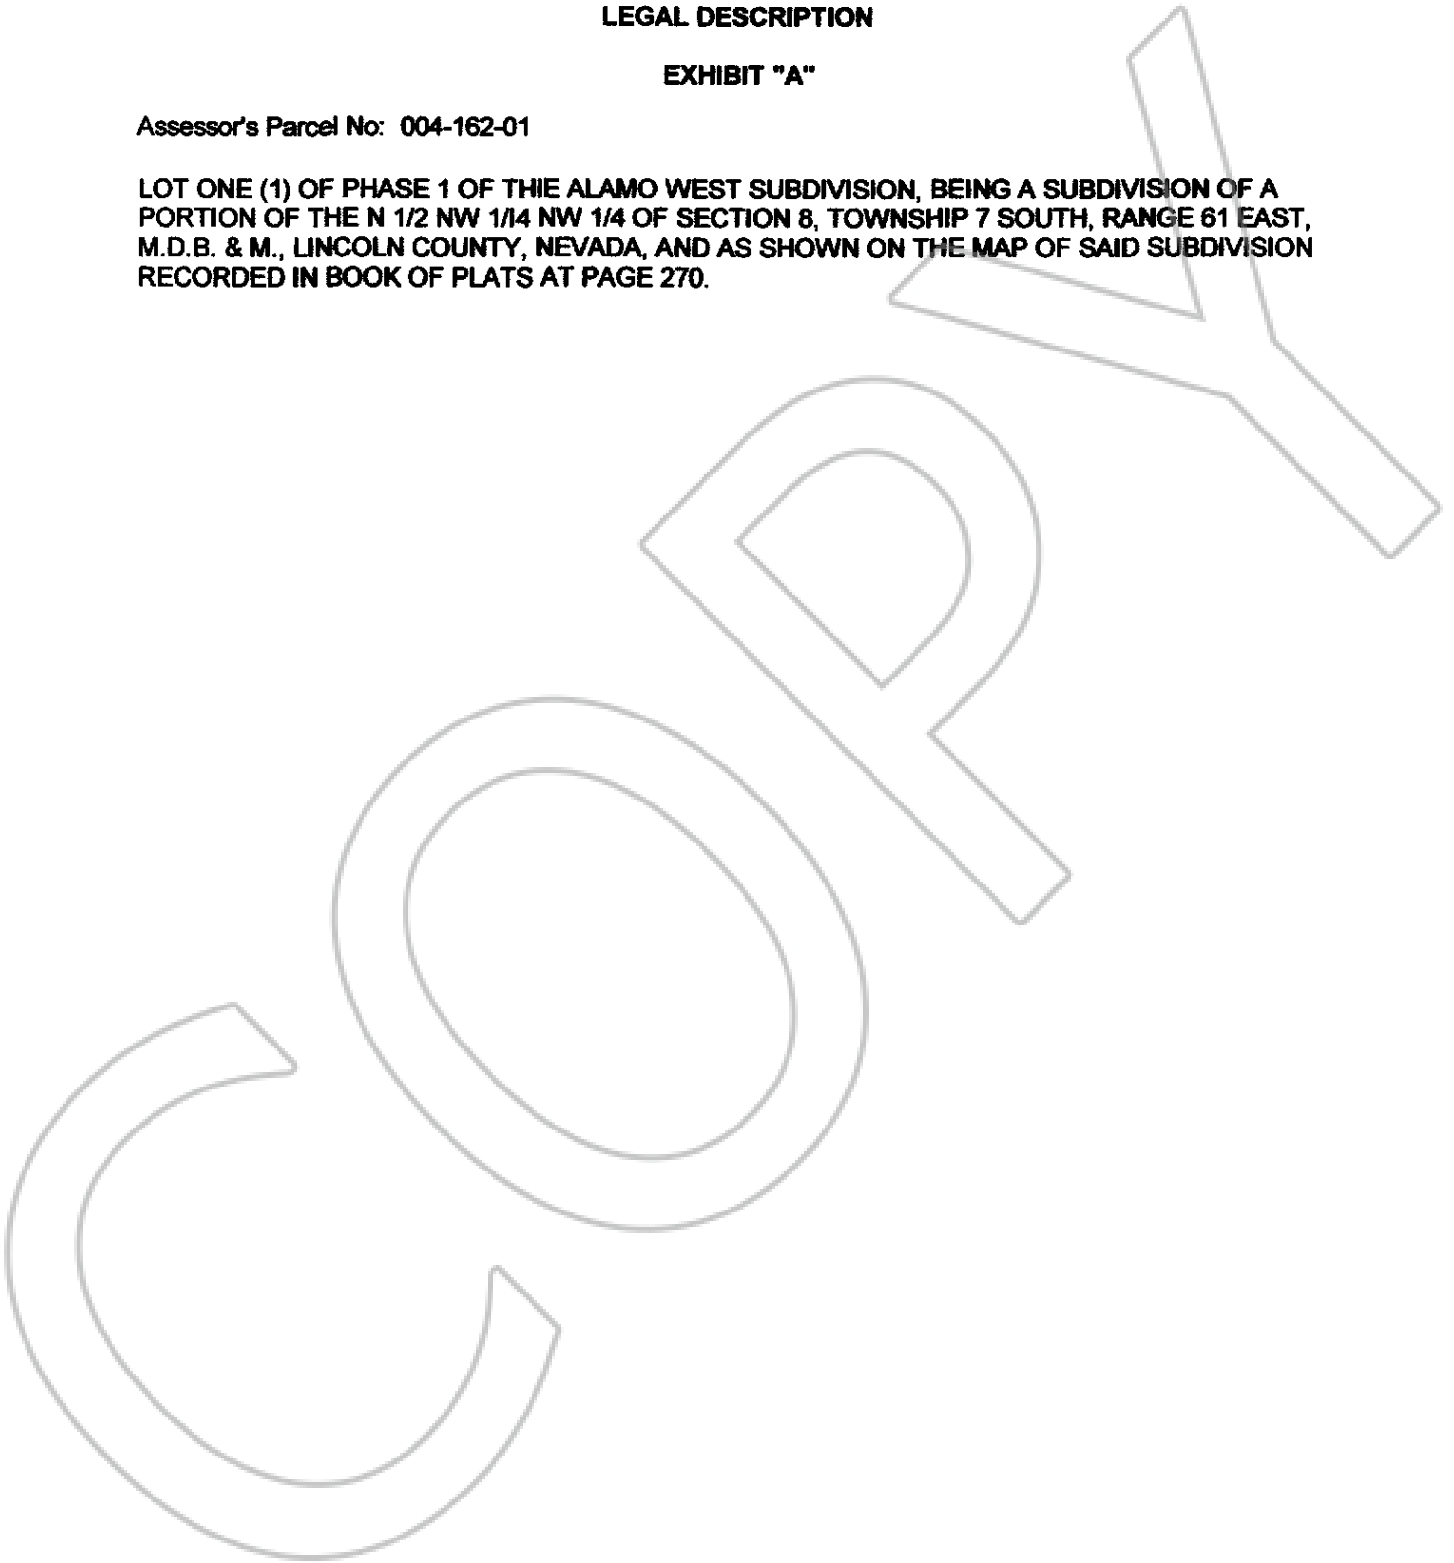 LEGAL DESCRIPTION
EXHIBIT "A"
Assessor's Parcel No: 004-162-01
LOT ONE (1) OF PHASE 1 OF THIE ALAMO WEST SUBDIVISION, BEING A SUBDIVISION OF A
PORTION OF THE N 1/2 NW 1/I4 NW 1/4 OF SECTION 8, TOWNSHIP 7 SOUTH, RANGE 61 EAST,
M.D.B. & M., LINCOLN COUNTY, NEVADA, AND AS SHOWN ON THE MAP OF SAID SUBDIVISION
RECORDED IN BOOK OF PLATS AT PAGE 270.
COPY